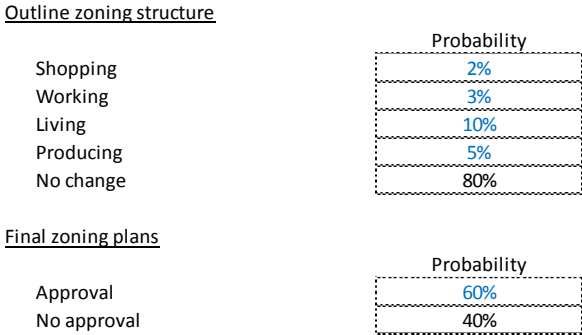 Outline zoning structure
Probability
Shopping 2%
Working 3%
Living 10%
Producing 5%
No change 80%
Final zoning plans
Probability
Approval 60%
No approval 40%